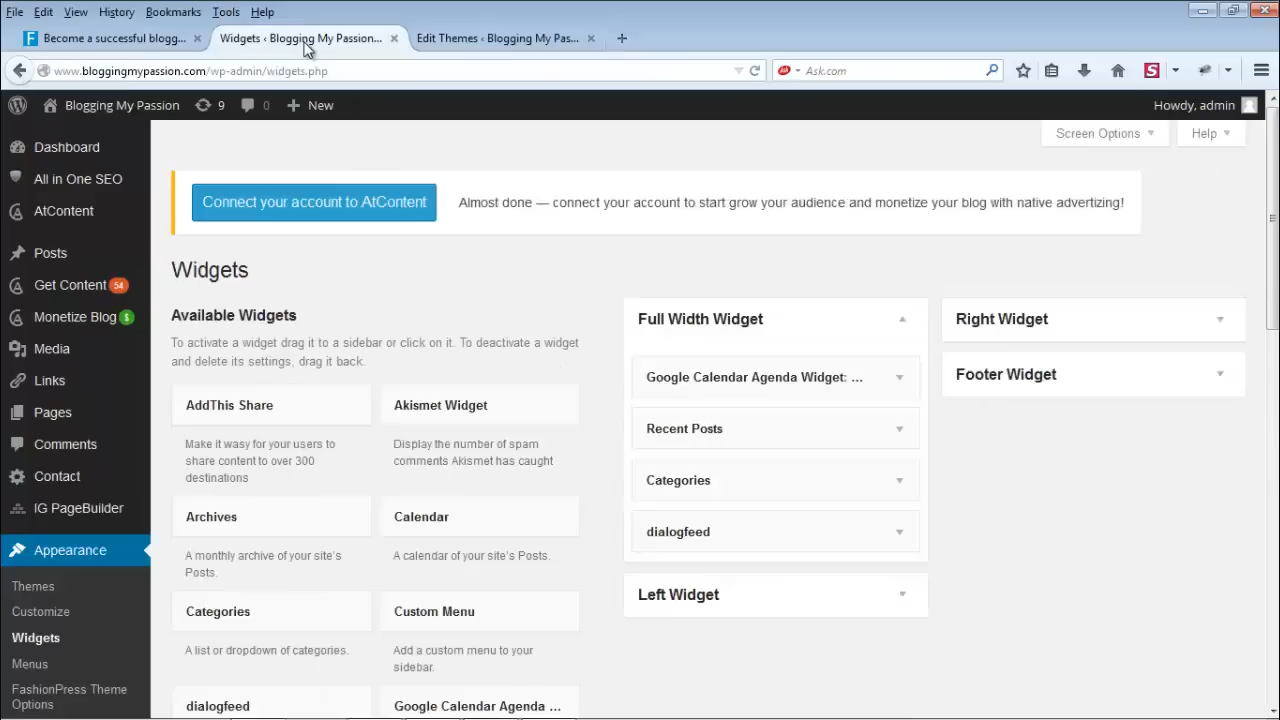 File Edit View History Bookmarks Tools Help
Become a successful blogg...
Widgets ‹ Blogging My Passion...
Edit Themes ‹ Blogging My Pas...
www.bloggingmypassion.com/wp-admin/widgets.php
Ask.com
Blogging My Passion 9 0 New
Howdy, admin
Screen Options
Help
Dashboard
All in One SEO
AtContent
Posts
Get Content 54
Monetize Blog $
Media
Links
Pages
Comments
Contact
IG PageBuilder
Appearance
Themes
Customize
Widgets
Menus
FashionPress Theme
Options
Connect your account to AtContent
Almost done — connect your account to start grow your audience and monetize your blog with native advertizing!
Widgets
Available Widgets
To activate a widget drag it to a sidebar or click on it. To deactivate a widget
and delete its settings, drag it back.
AddThis Share
Make it wasy for your users to
share content to over 300
destinations
Akismet Widget
Display the number of spam
comments Akismet has caught
Archives
A monthly archive of your site's
Posts.
Calendar
A calendar of your site's Posts.
Categories
A list or dropdown of categories.
Custom Menu
Add a custom menu to your
sidebar.
dialogfeed
Google Calendar Agenda ...
Full Width Widget
Google Calendar Agenda Widget: ...
Recent Posts
Categories
dialogfeed
Left Widget
Right Widget
Footer Widget